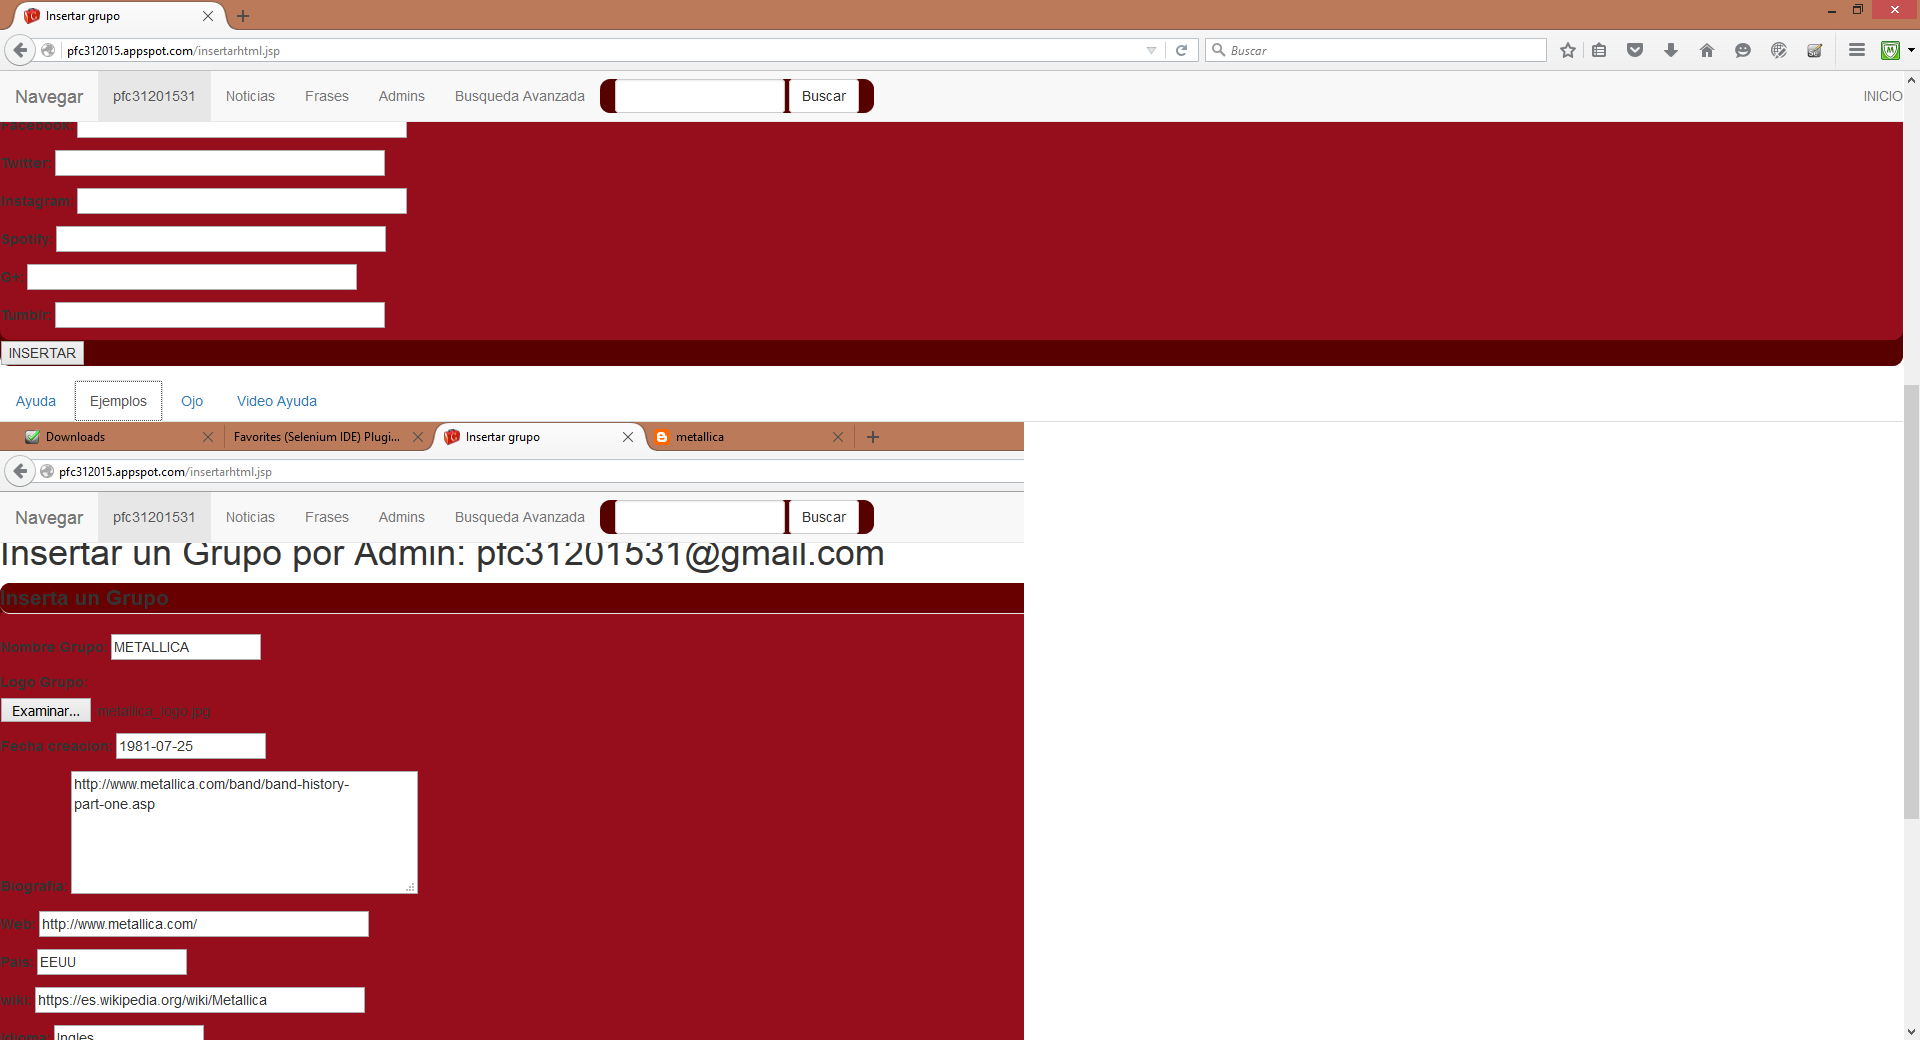 Insertar grupo
pfc312015.appspot.com/insertarhtml.jsp
Buscar
Navegar pfc31201531 Noticias Frases Admins Busqueda Avanzada Buscar INICIO
Facebook:
Twitter:
Instagram:
Spotify:
G+:
Tumblr:
INSERTAR
Ayuda Ejemplos Ojo Video Ayuda
Downloads Favorites (Selenium IDE) Plugi... Insertar grupo metallica
pfc312015.appspot.com/insertarhtml.jsp
Navegar pfc31201531 Noticias Frases Admins Busqueda Avanzada Buscar
Insertar un Grupo por Admin: pfc31201531@gmail.com
Inserta un Grupo
Nombre Grupo: METALLICA
Logo Grupo:
Examinar... metallica_logo.jpg
Fecha creacion: 1981-07-25
http://www.metallica.com/band/band-history-
part-one.asp
Biografia:
Web: http://www.metallica.com/
Pais: EEUU
wiki: https://es.wikipedia.org/wiki/Metallica
Idioma: Ingles